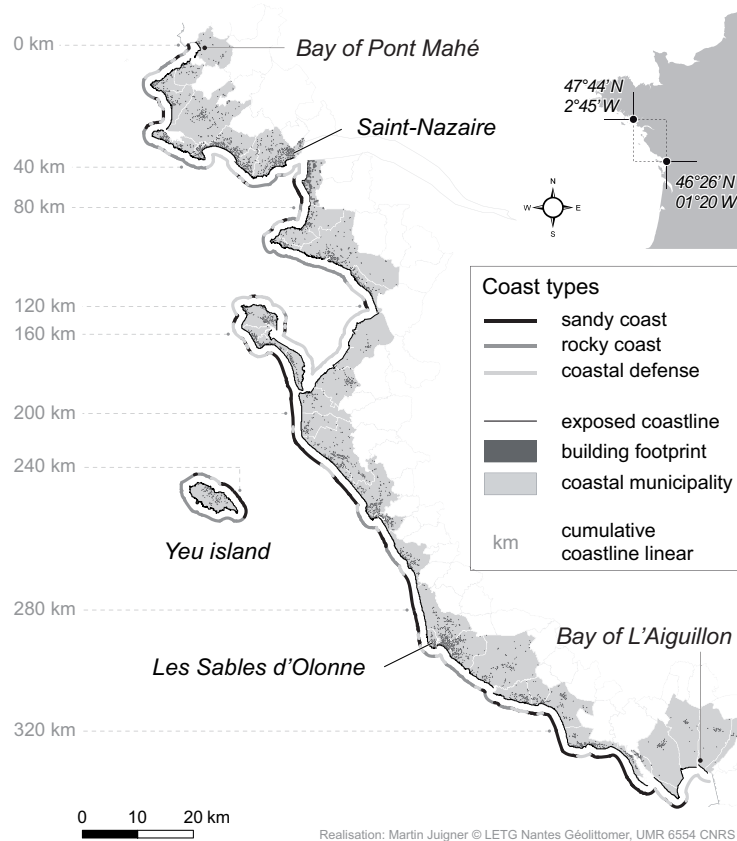 0 km
Bay of Pont Mahé
47°44' N
2°45' W
Saint-Nazaire
40 km
46°26' N
01°20 W
N
W
E
S
80 km
Coast types
sandy coast
rocky coast
coastal defense
exposed coastline
building footprint
coastal municipality
km
cumulative
coastline linear
120 km
160 km
200 km
240 km
Yeu island
280 km
Bay of L'Aiguillon
Les Sables d'Olonne
320 km
0 10 20 km
Realisation: Martin Juigner © LETG Nantes Géolittomer, UMR 6554 CNRS